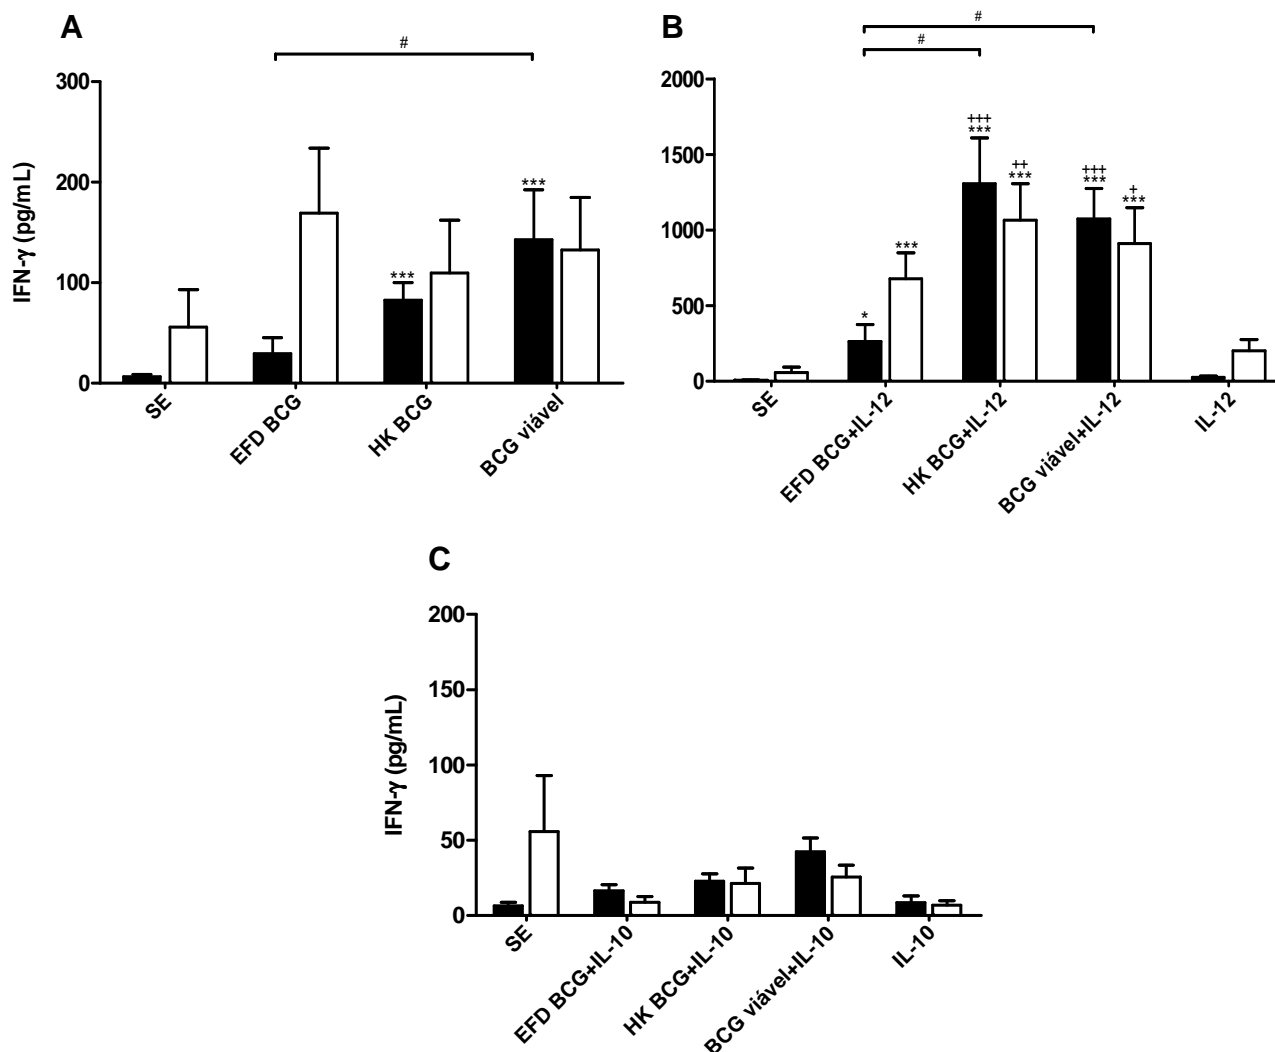 A
#
300
200
100
0
IFN-γ (pg/mL)
***
***
SE
EFD BCG
HK BCG
BCG viável
B
#
#
2000
1500
1000
500
0
*
***
+++
***
++
***
+++
***
+
***
SE
EFD BCG+IL-12
HK BCG+IL-12
BCG viável+IL-12
IL-12
C
200
150
100
50
0
IFN-γ (pg/mL)
SE
EFD BCG+IL-10
HK BCG+IL-10
BCG viável+IL-10
IL-10